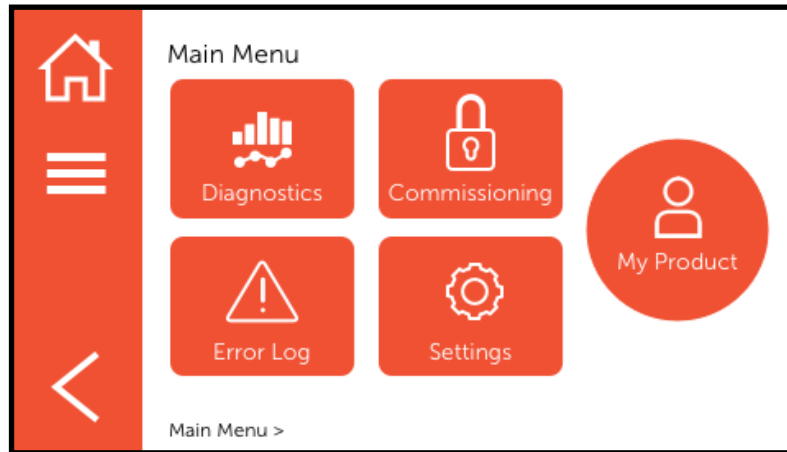 Main Menu
Diagnostics
Commissioning
My Product
Error Log
Settings
Main Menu >